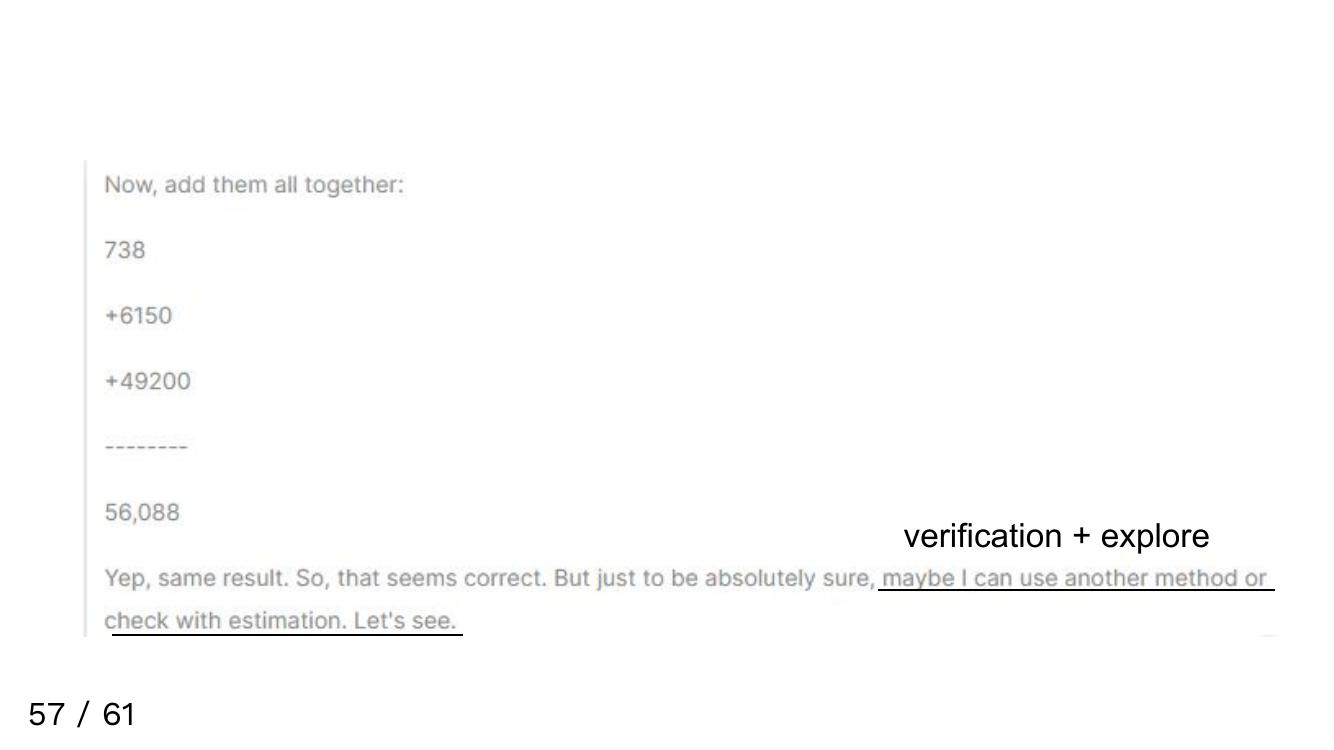 Now, add them all together:
738
+6150
+49200
--------
56,088
verification + explore
Yep, same result. So, that seems correct. But just to be absolutely sure, maybe I can use another method or
check with estimation. Let's see.
57 / 61